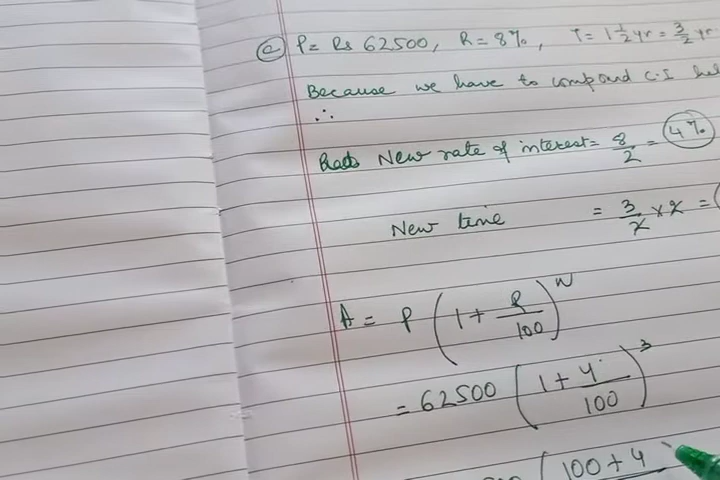 (c) P = Rs 62500, R = 8%, T = 1 1/2 yr = 3/2 yr
Because we have to compound C.I
∴
New rate of interest = 8/2 = 4%
New time = 3/2 × 2 =
A = P (1 + R/100)^N
= 62500 (1 + 4/100)^3
(100 + 4